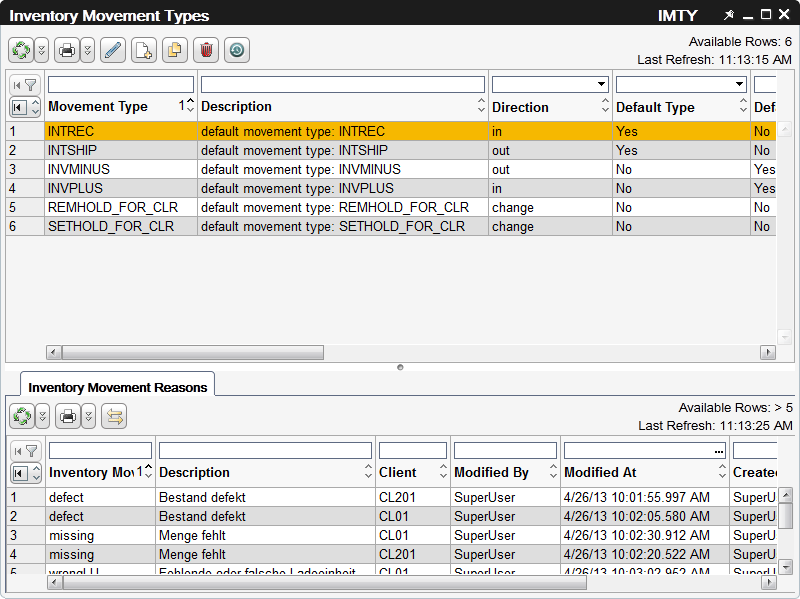 Inventory Movement Types IMTY
Available Rows: 6
Last Refresh: 11:13:15 AM
Movement Type 1 Description Direction Default Type Def
1 INTREC default movement type: INTREC in Yes No
2 INTSHIP default movement type: INTSHIP out Yes No
3 INVMINUS default movement type: INVMINUS out No Yes
4 INVPLUS default movement type: INVPLUS in No Yes
5 REMHOLD_FOR_CLR default movement type: REMHOLD_FOR_CLR change No No
6 SETHOLD_FOR_CLR default movement type: SETHOLD_FOR_CLR change No No
Inventory Movement Reasons
Available Rows: > 5
Last Refresh: 11:13:25 AM
Inventory Mov 1 Description Client Modified By Modified At Create
1 defect Bestand defekt CL201 SuperUser 4/26/13 10:01:55.997 AM SuperU
2 defect Bestand defekt CL01 SuperUser 4/26/13 10:02:05.580 AM SuperU
3 missing Menge fehlt CL01 SuperUser 4/26/13 10:02:30.912 AM SuperU
4 missing Menge fehlt CL201 SuperUser 4/26/13 10:02:20.522 AM SuperU
5 wrongLU Fehlende oder falsche Ladeeinheit CL01 SuperUser 4/26/13 10:03:02.952 AM SuperU